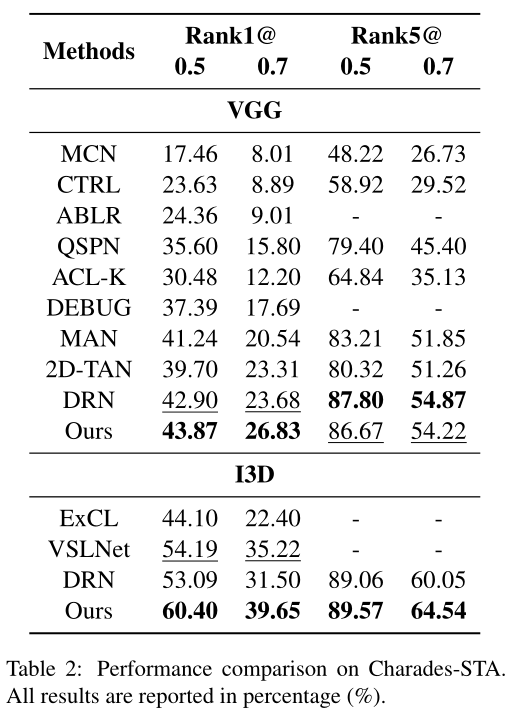 Methods Rank1@ Rank5@
0.5 0.7 0.5 0.7
VGG
MCN 17.46 8.01 48.22 26.73
CTRL 23.63 8.89 58.92 29.52
ABLR 24.36 9.01 - -
QSPN 35.60 15.80 79.40 45.40
ACL-K 30.48 12.20 64.84 35.13
DEBUG 37.39 17.69 - -
MAN 41.24 20.54 83.21 51.85
2D-TAN 39.70 23.31 80.32 51.26
DRN 42.90 23.68 87.80 54.87
Ours 43.87 26.83 86.67 54.22
I3D
ExCL 44.10 22.40 - -
VSLNet 54.19 35.22 - -
DRN 53.09 31.50 89.06 60.05
Ours 60.40 39.65 89.57 64.54
Table 2: Performance comparison on Charades-STA.
All results are reported in percentage (%).